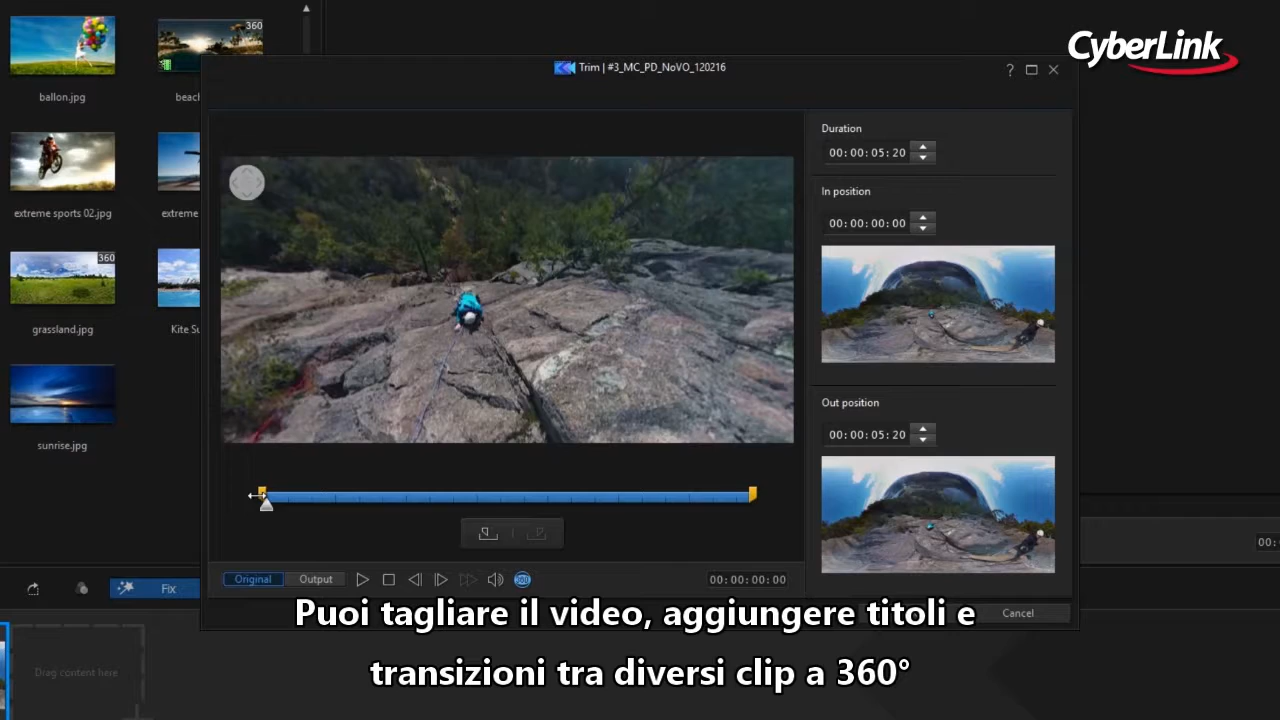 360
CyberLink
Trim | #3_MC_PD_NoVO_120216
?
ballon.jpg
beach
Duration
00:00:05:20
In position
00:00:00:00
extreme sports 02.jpg
extreme
360
grassland.jpg
Kite Su
Out position
00:00:05:20
sunrise.jpg
00:
Fix
Original
Output
360
00:00:00:00
Cancel
Puoi tagliare il video, aggiungere titoli e
transizioni tra diversi clip a 360°
Drag content here